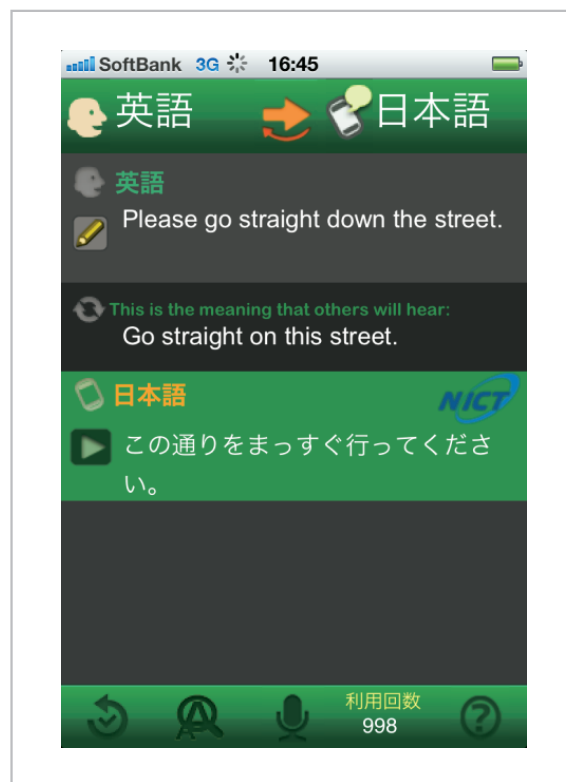 SoftBank 3G 16:45
英語 日本語
英語
Please go straight down the street.
This is the meaning that others will hear:
Go straight on this street.
日本語 NICT
この通りをまっすぐ行ってくださ
い。
利用回数
998